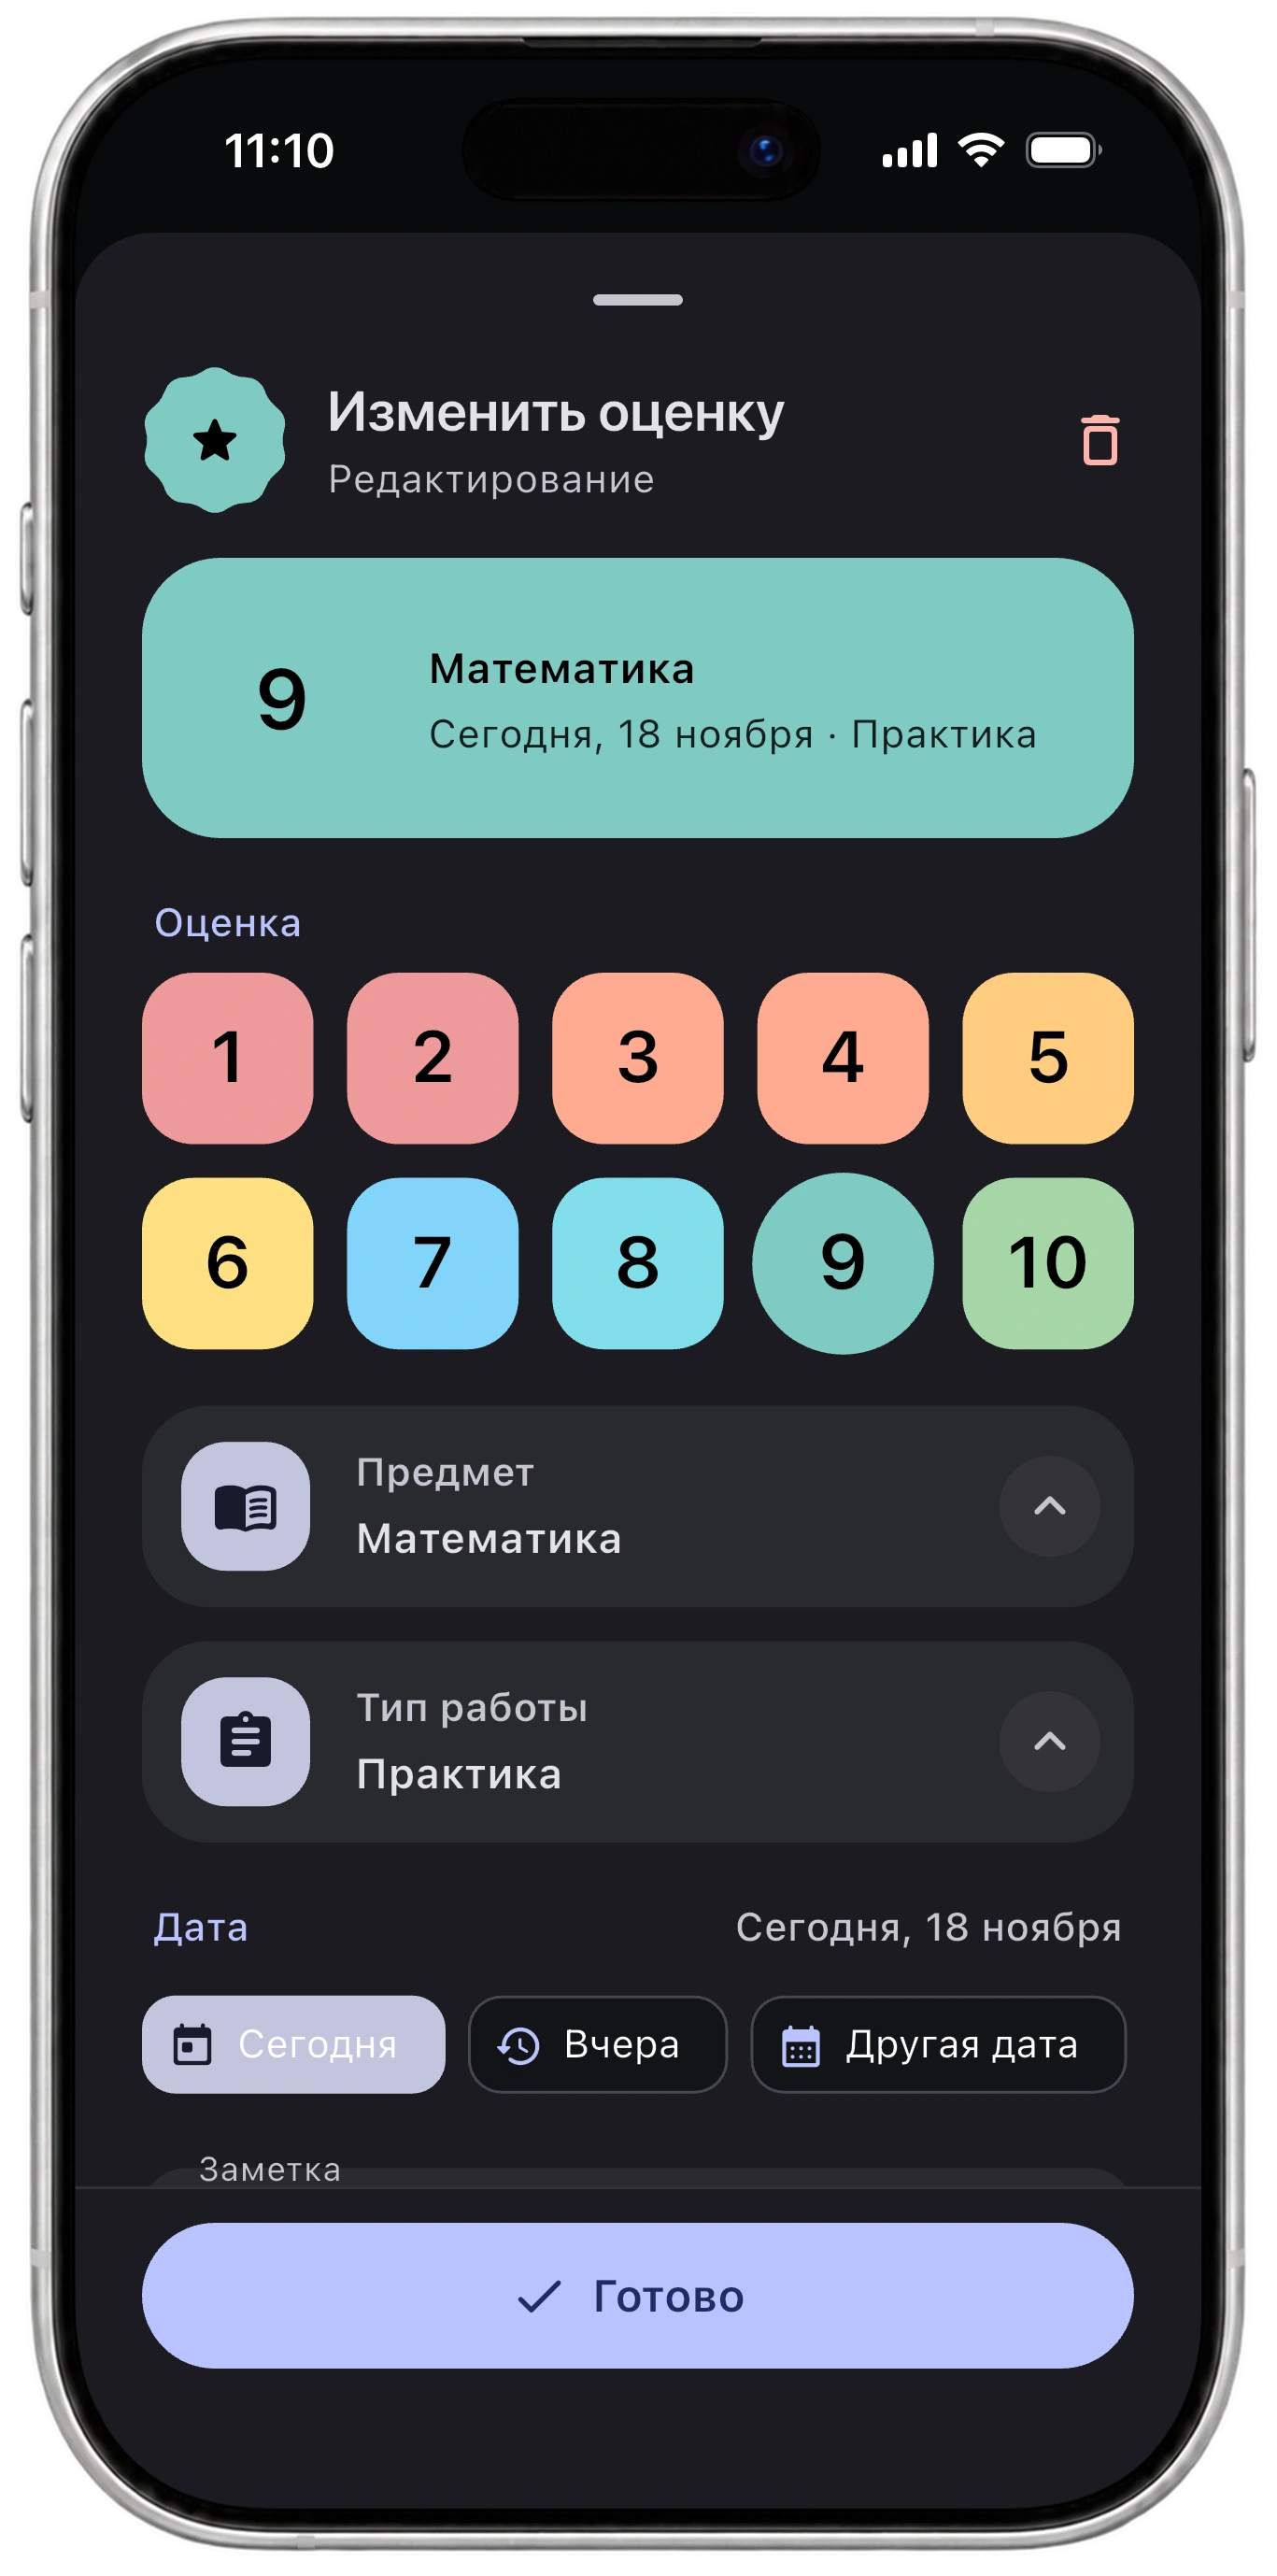 11:10
Изменить оценку
Редактирование
9
Математика
Сегодня, 18 ноября · Практика
Оценка
1 2 3 4 5
6 7 8 9 10
Предмет
Математика
Тип работы
Практика
Дата Сегодня, 18 ноября
Сегодня Вчера Другая дата
Заметка
Готово